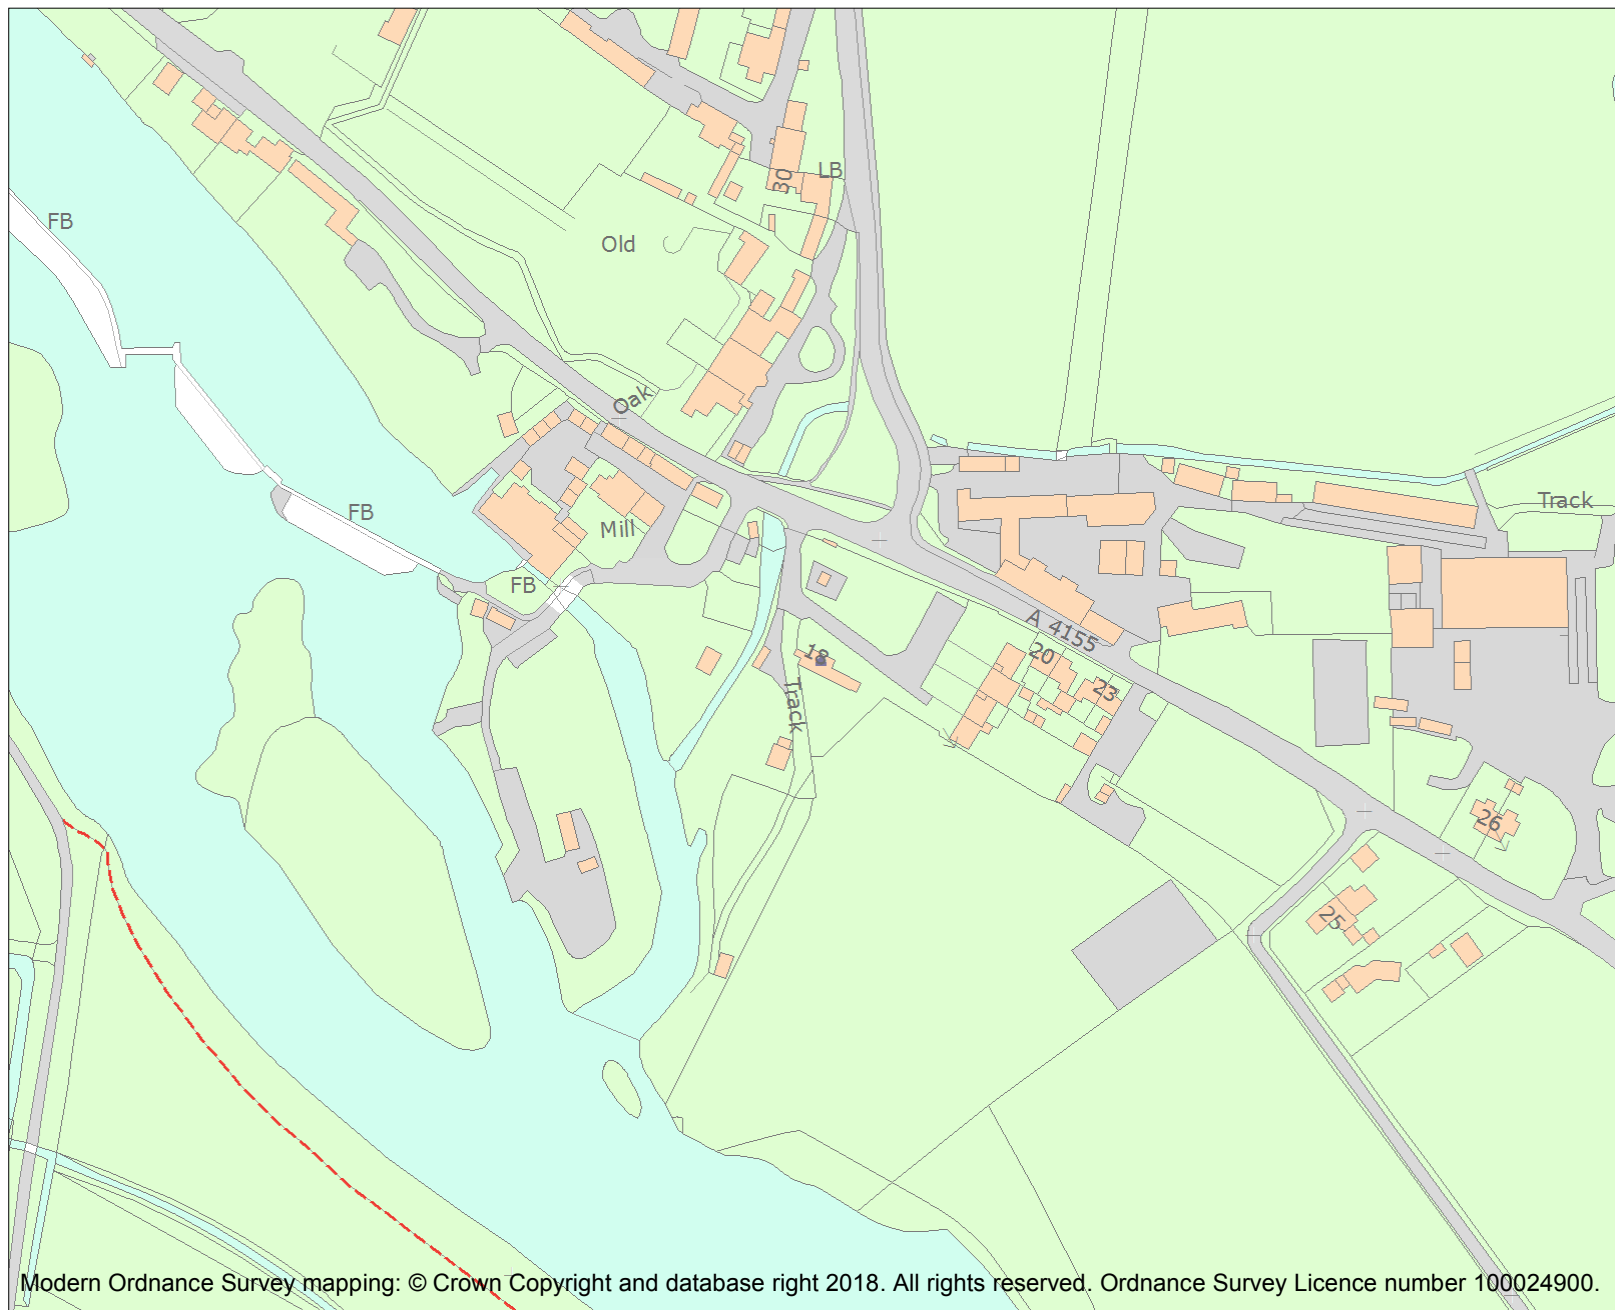 LB
30
FB
Old
Oak
Track
FB
Mill
FB
A 4155
18
20
23
Track
26
25
Modern Ordnance Survey mapping: © Crown Copyright and database right 2018. All rights reserved. Ordnance Survey Licence number 100024900.